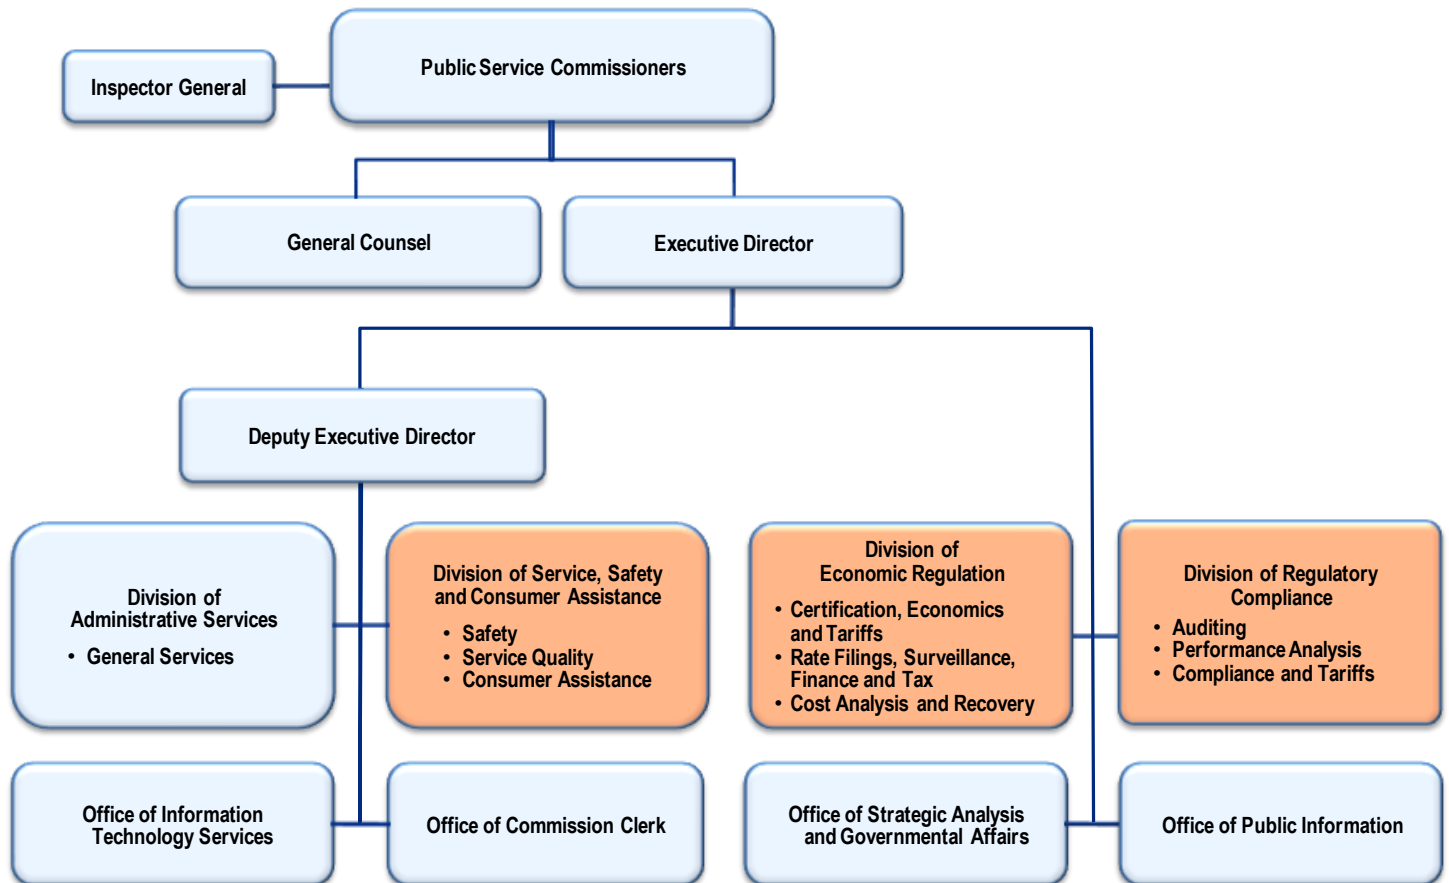 Public Service Commissioners
Inspector General
General Counsel
Executive Director
Deputy Executive Director
Division of
Administrative Services
• General Services
Division of Service, Safety
and Consumer Assistance
• Safety
• Service Quality
• Consumer Assistance
Division of
Economic Regulation
• Certification, Economics
and Tariffs
• Rate Filings, Surveillance,
Finance and Tax
• Cost Analysis and Recovery
Division of Regulatory
Compliance
• Auditing
• Performance Analysis
• Compliance and Tariffs
Office of Information
Technology Services
Office of Commission Clerk
Office of Strategic Analysis
and Governmental Affairs
Office of Public Information